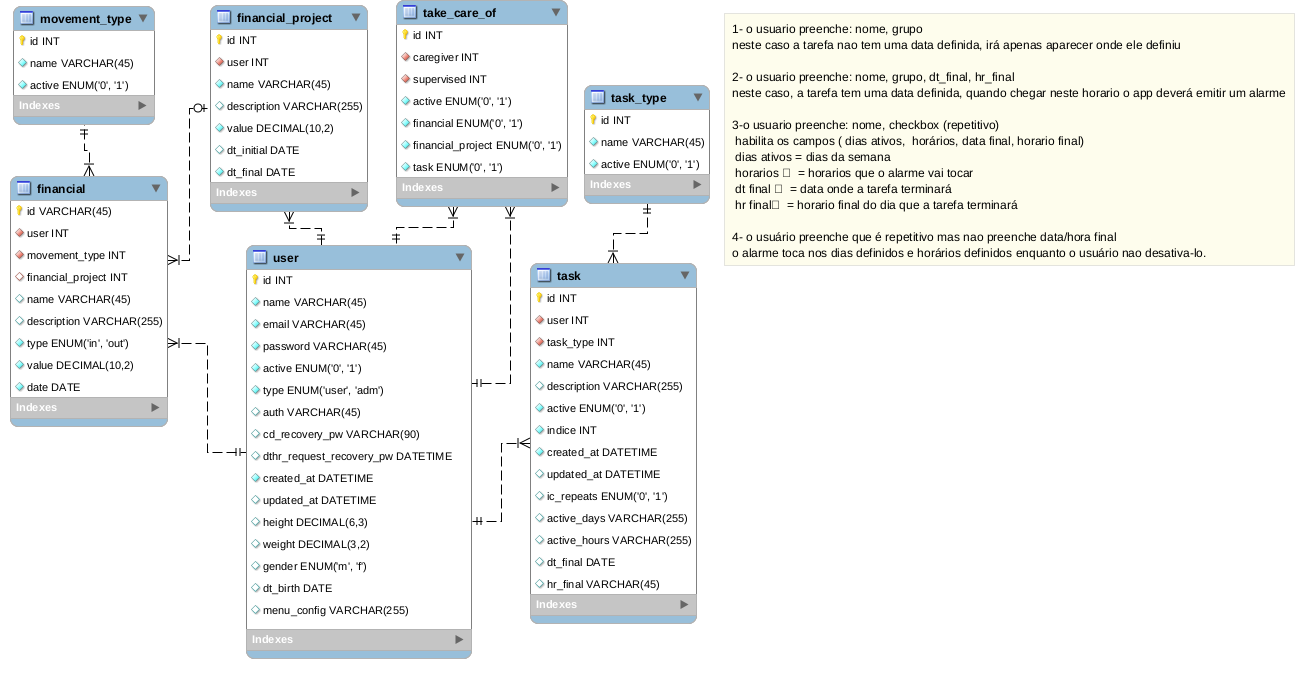 movement_type
id INT
name VARCHAR(45)
active ENUM('0', '1')
Indexes
financial_project
id INT
user INT
name VARCHAR(45)
description VARCHAR(255)
value DECIMAL(10,2)
dt_initial DATE
dt_final DATE
Indexes
take_care_of
id INT
caregiver INT
supervised INT
active ENUM('0', '1')
financial ENUM('0', '1')
financial_project ENUM('0', '1')
task ENUM('0', '1')
Indexes
task_type
id INT
name VARCHAR(45)
active ENUM('0', '1')
Indexes
1- o usuario preenche: nome, grupo
neste caso a tarefa nao tem uma data definida, irá apenas aparecer onde ele definiu
2- o usuario preenche: nome, grupo, dt_final, hr_final
neste caso, a tarefa tem uma data definida, quando chegar neste horario o app deverá emitir um alarme
3-o usuario preenche: nome, checkbox (repetitivo)
habilita os campos ( dias ativos,  horários, data final, horario final)
dias ativos = dias da semana
horarios □  = horarios que o alarme vai tocar
dt final □  = data onde a tarefa terminará
hr final□  = horario final do dia que a tarefa terminará
4- o usuário preenche que é repetitivo mas nao preenche data/hora final
o alarme toca nos dias definidos e horários definidos enquanto o usuário nao desativa-lo.
financial
id VARCHAR(45)
user INT
movement_type INT
financial_project INT
name VARCHAR(45)
description VARCHAR(255)
type ENUM('in', 'out')
value DECIMAL(10,2)
date DATE
Indexes
user
id INT
name VARCHAR(45)
email VARCHAR(45)
password VARCHAR(45)
active ENUM('0', '1')
type ENUM('user', 'adm')
auth VARCHAR(45)
cd_recovery_pw VARCHAR(90)
dthr_request_recovery_pw DATETIME
created_at DATETIME
updated_at DATETIME
height DECIMAL(6,3)
weight DECIMAL(3,2)
gender ENUM('m', 'f')
dt_birth DATE
menu_config VARCHAR(255)
Indexes
task
id INT
user INT
task_type INT
name VARCHAR(45)
description VARCHAR(255)
active ENUM('0', '1')
indice INT
created_at DATETIME
updated_at DATETIME
ic_repeats ENUM('0', '1')
active_days VARCHAR(255)
active_hours VARCHAR(255)
dt_final DATE
hr_final VARCHAR(45)
Indexes